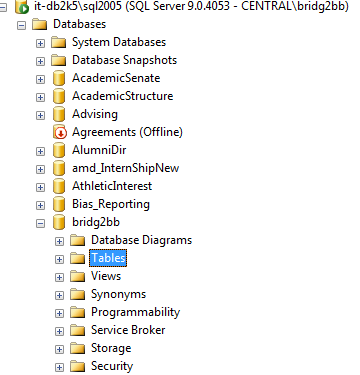 it-db2k5\sql2005 (SQL Server 9.0.4053 - CENTRAL\bridg2bb)
Databases
System Databases
Database Snapshots
AcademicSenate
AcademicStructure
Advising
Agreements (Offline)
AlumniDir
amd_InternShipNew
AthleticInterest
Bias_Reporting
bridg2bb
Database Diagrams
Tables
Views
Synonyms
Programmability
Service Broker
Storage
Security